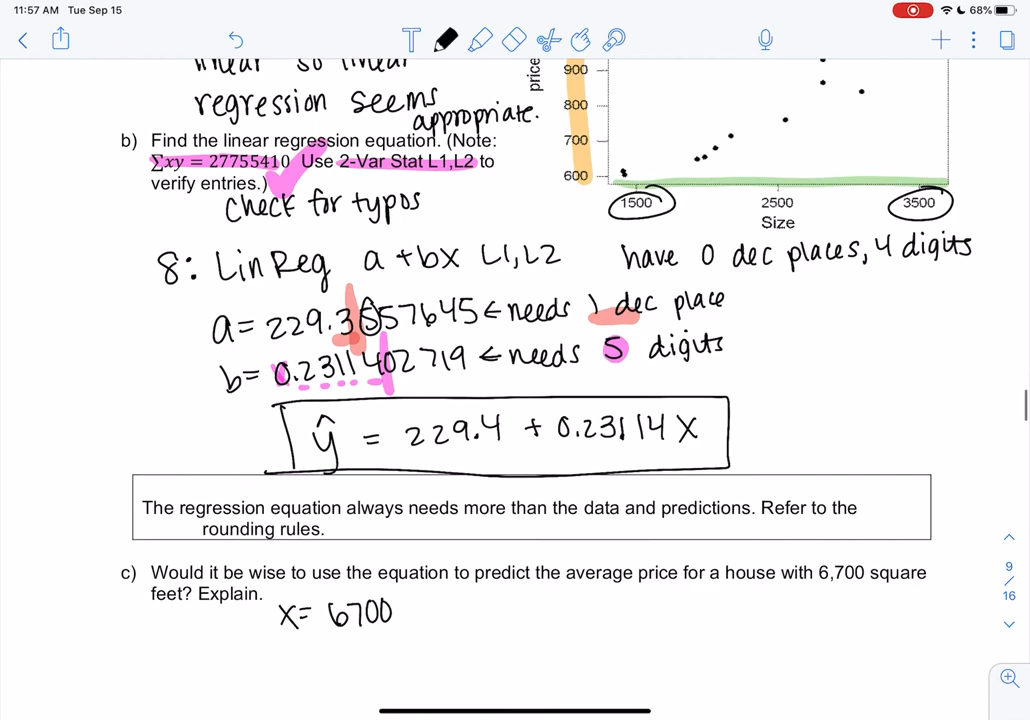 11:57 AM Tue Sep 15
68%
T
linear so linear
regression seems
appropriate.
b) Find the linear regression equation. (Note:
∑xy = 27755410 Use 2-Var Stat L1,L2 to
verify entries.)
check for typos
price
900
800
700
600
1500 2500 3500
Size
8: LinReg a + bx L1, L2
have 0 dec places, 4 digits
a= 229.3557645 ← needs 1 dec place
b= 0.2311402719 ← needs 5 digits
ŷ = 229.4 + 0.23114 X
The regression equation always needs more than the data and predictions. Refer to the
rounding rules.
c) Would it be wise to use the equation to predict the average price for a house with 6,700 square
feet? Explain.
x= 6700
9
/
16